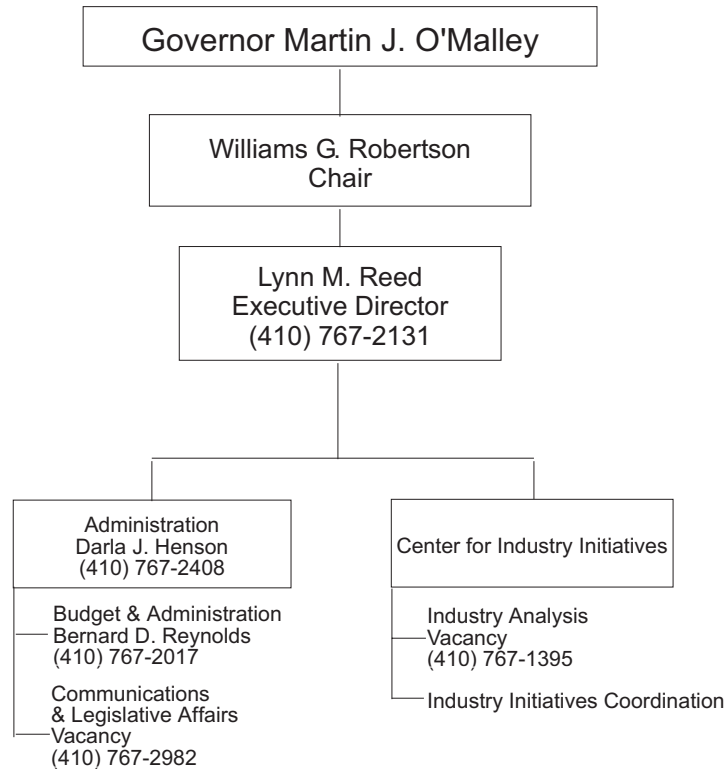 Governor Martin J. O'Malley
Williams G. Robertson
Chair
Lynn M. Reed
Executive Director
(410) 767-2131
Administration
Darla J. Henson
(410) 767-2408
Budget & Administration
Bernard D. Reynolds
(410) 767-2017
Communications
& Legislative Affairs
Vacancy
(410) 767-2982
Center for Industry Initiatives
Industry Analysis
Vacancy
(410) 767-1395
Industry Initiatives Coordination